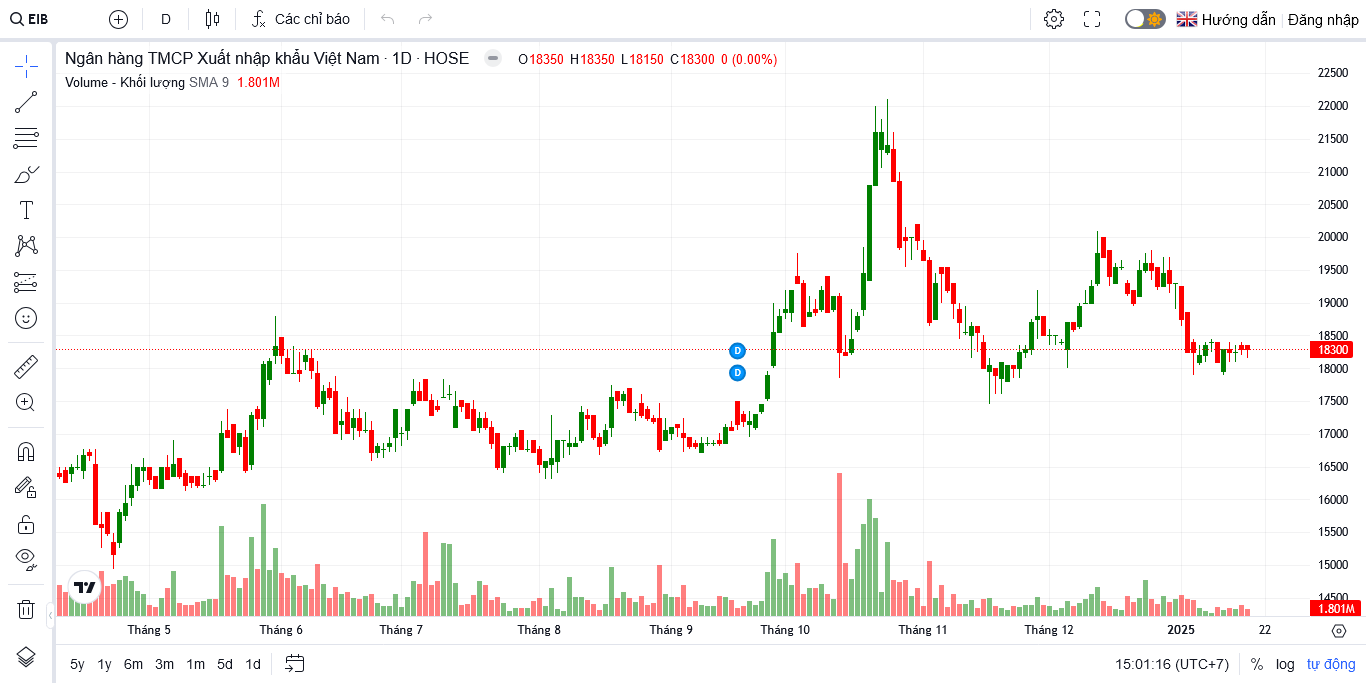 EIB D Các chỉ báo Hướng dẫn Đăng nhập
Ngân hàng TMCP Xuất nhập khẩu Việt Nam · 1D · HOSE O18350 H18350 L18150 C18300 0 (0.00%)
Volume - Khối lượng SMA 9 1.801M
22500
22000
21500
21000
20500
20000
19500
19000
18500
18300
18000
17500
17000
16500
16000
15500
15000
14500
1.801M
D
D
Tháng 5 Tháng 6 Tháng 7 Tháng 8 Tháng 9 Tháng 10 Tháng 11 Tháng 12 2025 22
5y 1y 6m 3m 1m 5d 1d 15:01:16 (UTC+7) % log tự động